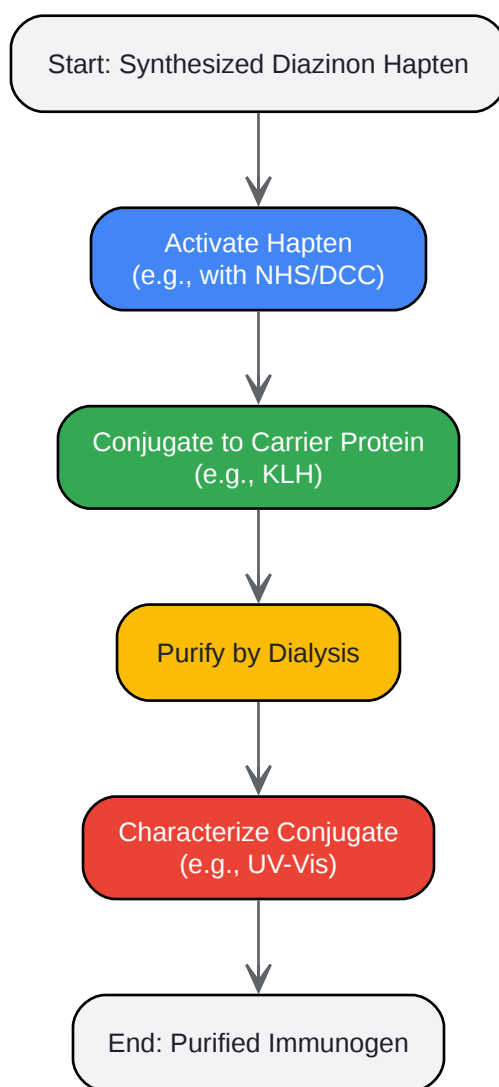 Start: Synthesized Diazinon Hapten
Activate Hapten
(e.g., with NHS/DCC)
Conjugate to Carrier Protein
(e.g., KLH)
Purify by Dialysis
Characterize Conjugate
(e.g., UV-Vis)
End: Purified Immunogen